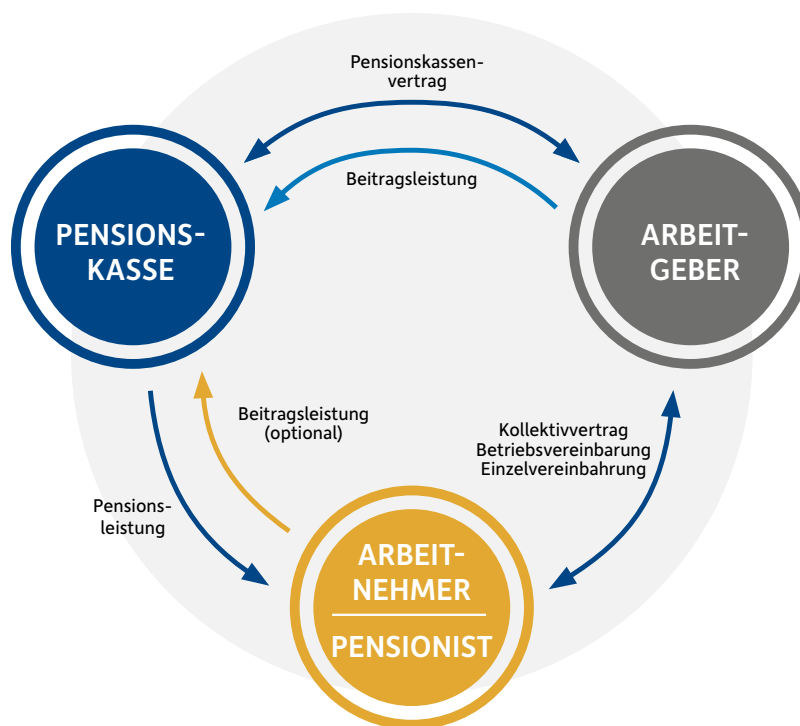 Pensionskassen-
vertrag
Beitragsleistung
PENSIONS-
KASSE
ARBEIT-
GEBER
Beitragsleistung
(optional)
Kollektivvertrag
Betriebsvereinbarung
Einzelvereinbahrung
Pensions-
leistung
ARBEIT-
NEHMER
PENSIONIST